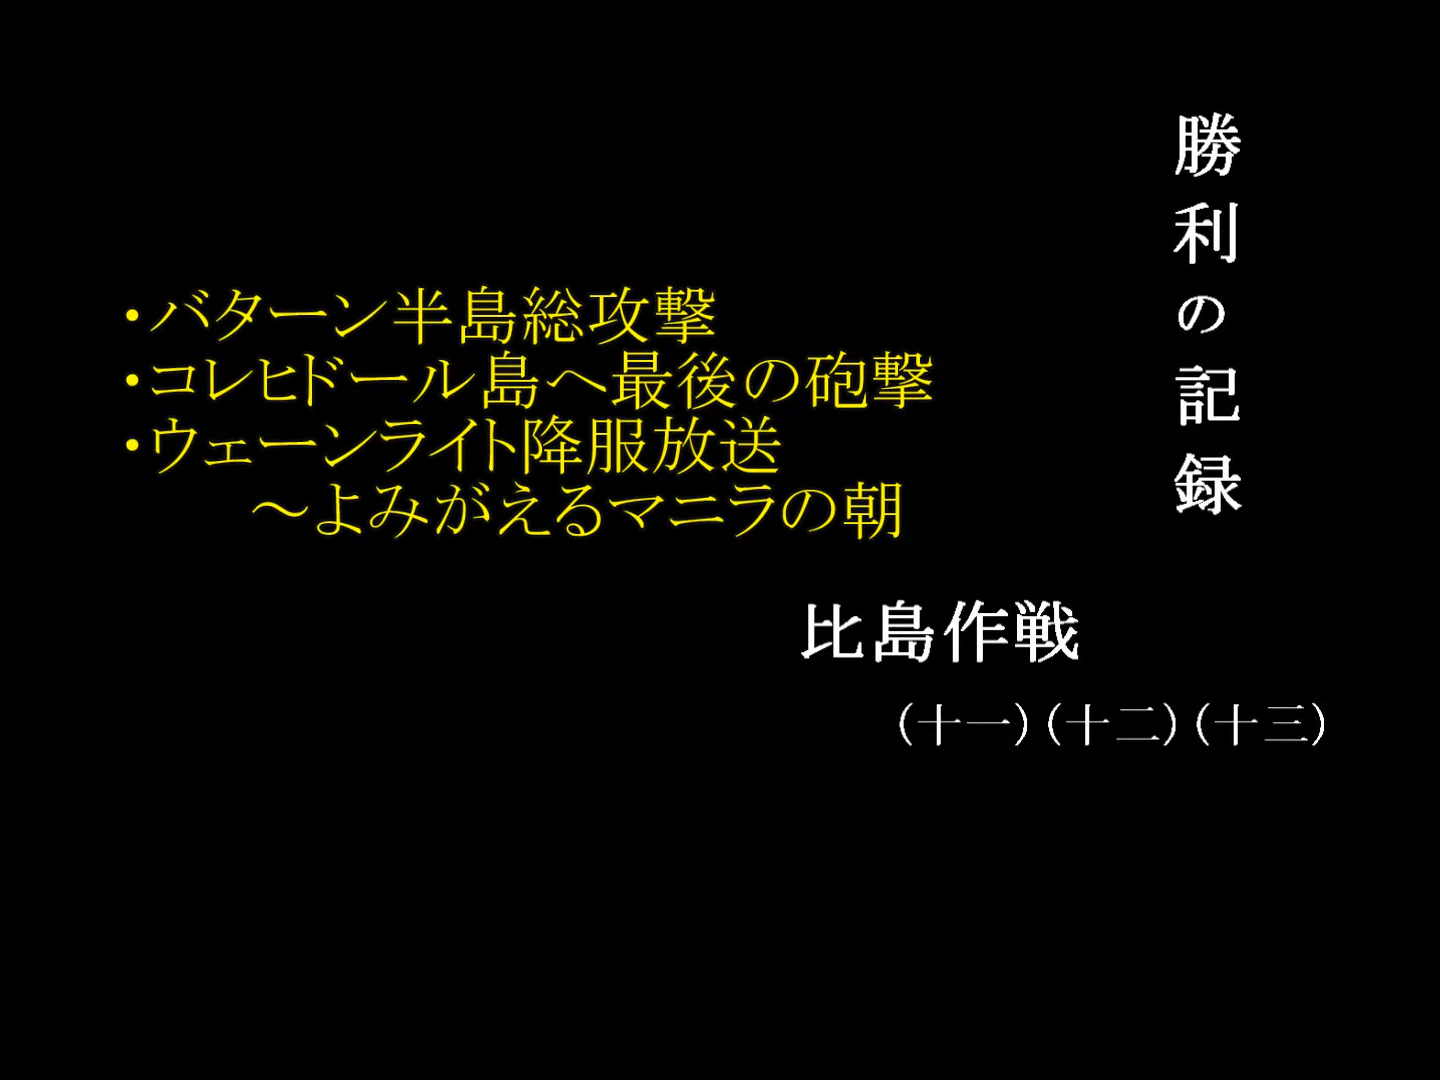 勝利の記録
・バターン半島総攻撃
・コレヒドール島へ最後の砲撃
・ウェーンライト降服放送
～よみがえるマニラの朝
比島作戦
（十一）（十二）（十三）